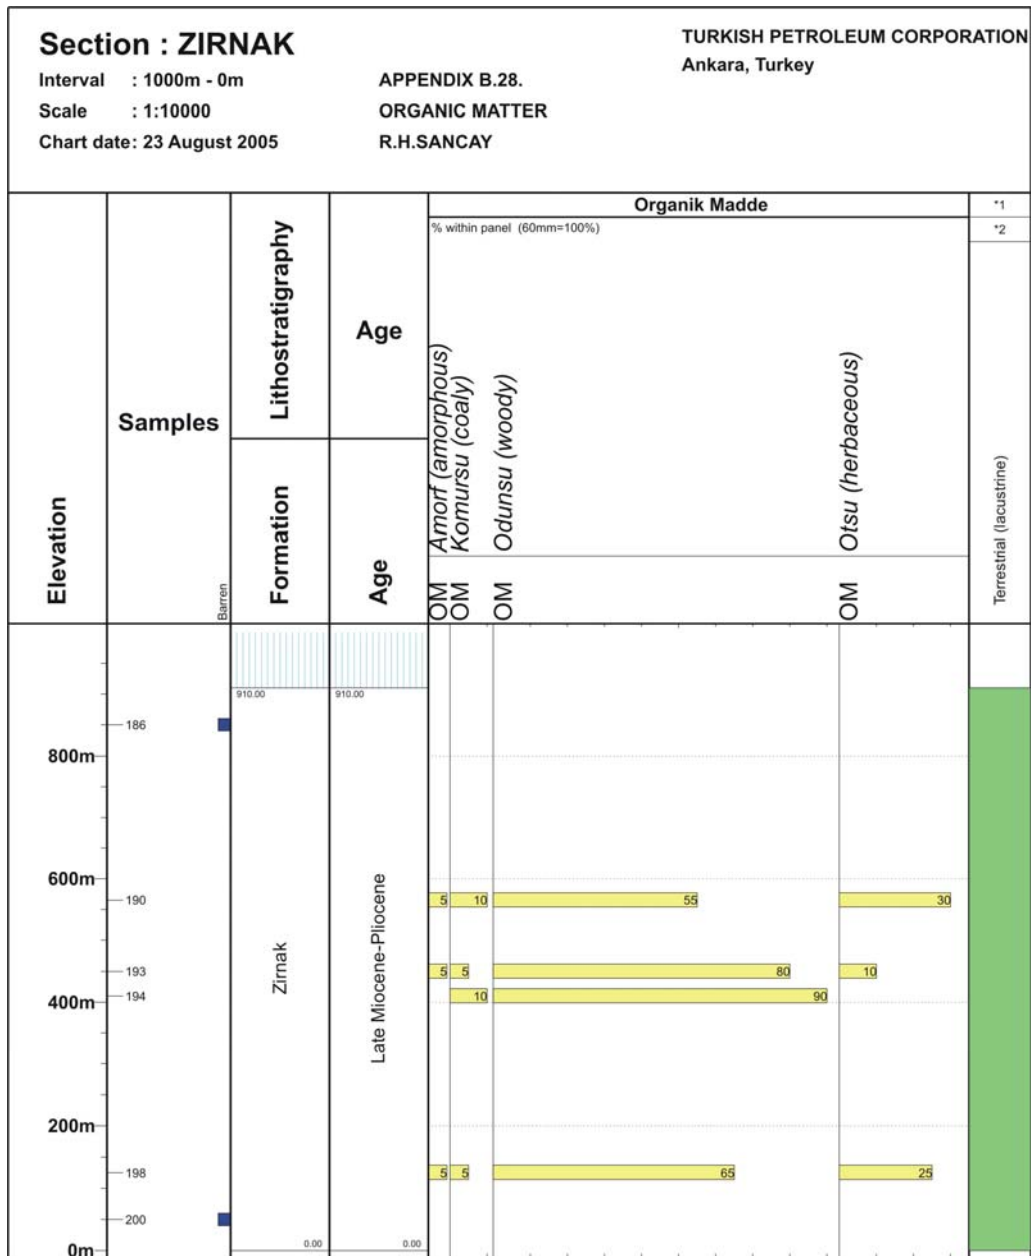 Section : ZIRNAK
Interval : 1000m - 0m
Scale : 1:10000
Chart date: 23 August 2005
APPENDIX B.28.
ORGANIC MATTER
R.H.SANCAY
TURKISH PETROLEUM CORPORATION
Ankara, Turkey
Elevation
Samples
Barren
Lithostratigraphy
Formation
Age
Age
Organik Madde
% within panel (60mm=100%)
Amorf (amorphous)
OM
Komursu (coaly)
OM
Odunsu (woody)
OM
Otsu (herbaceous)
OM
*1
*2
Terrestrial (lacustrine)
910.00
910.00
186
800m
600m
190
5
10
55
30
193
5
5
80
10
400m
194
10
90
Zirnak
Late Miocene-Pliocene
200m
198
5
5
65
25
200
0m
0.00
0.00